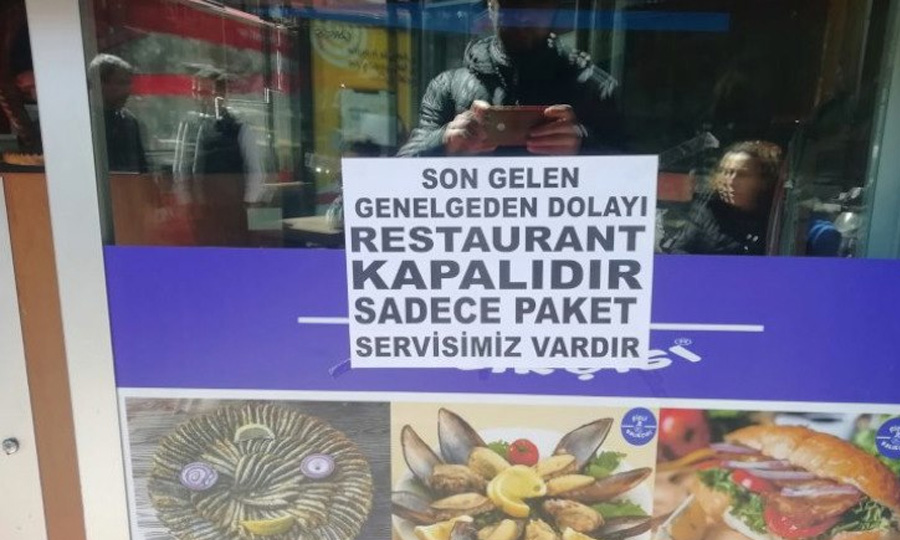 SON GELEN
GENELGEDEN DOLAYI
RESTAURANT
KAPALIDIR
SADECE PAKET
SERVİSİMİZ VARDIR